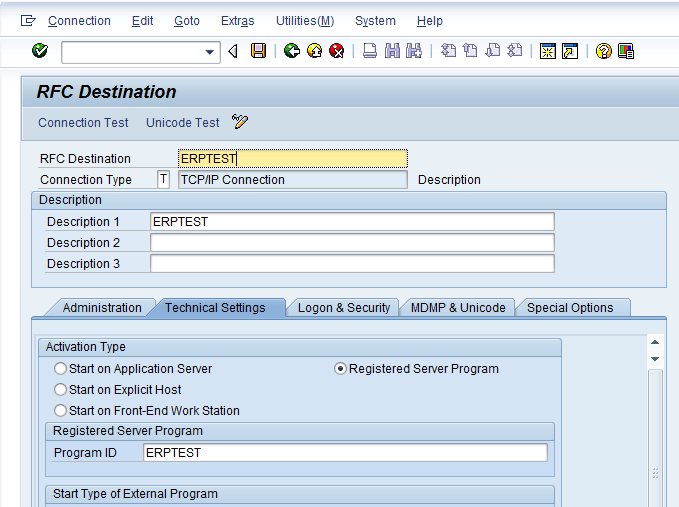 Connection Edit Goto Extras Utilities(M) System Help
RFC Destination
Connection Test Unicode Test
RFC Destination ERPTEST
Connection Type T TCP/IP Connection Description
Description
Description 1 ERPTEST
Description 2
Description 3
Administration Technical Settings Logon & Security MDMP & Unicode Special Options
Activation Type
Start on Application Server Registered Server Program
Start on Explicit Host
Start on Front-End Work Station
Registered Server Program
Program ID ERPTEST
Start Type of External Program